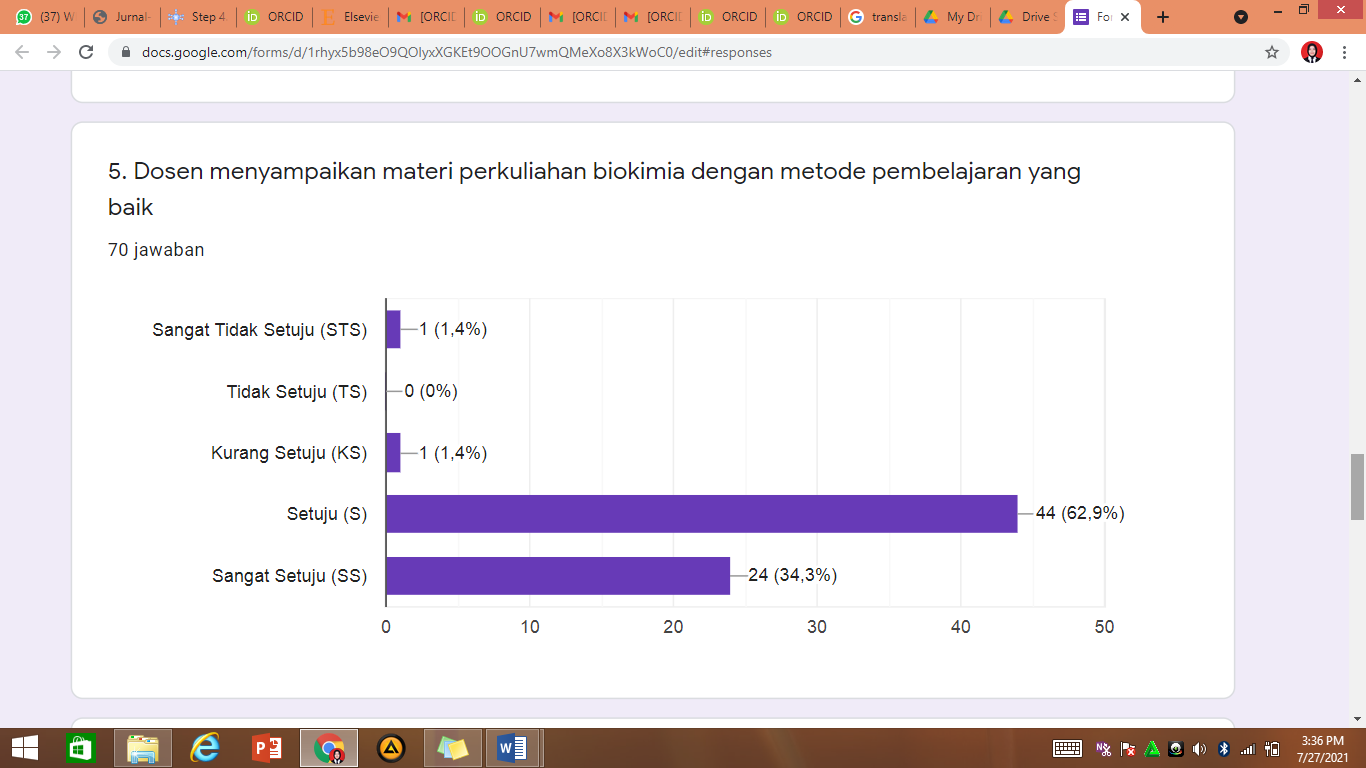 (37) W
Jurnal-
Step 4.
ORCID
Elsevie
[ORCID
ORCID
[ORCID
[ORCID
ORCID
ORCID
transla
My Dri
Drive S
For
docs.google.com/forms/d/1rhyx5b98eO9QOlyxXGKEt9OOGnU7wmQMeXo8X3kWoC0/edit#responses
5. Dosen menyampaikan materi perkuliahan biokimia dengan metode pembelajaran yang
baik
70 jawaban
Sangat Tidak Setuju (STS) 1 (1,4%)
Tidak Setuju (TS) 0 (0%)
Kurang Setuju (KS) 1 (1,4%)
Setuju (S) 44 (62,9%)
Sangat Setuju (SS) 24 (34,3%)
0 10 20 30 40 50
3:36 PM
7/27/2021